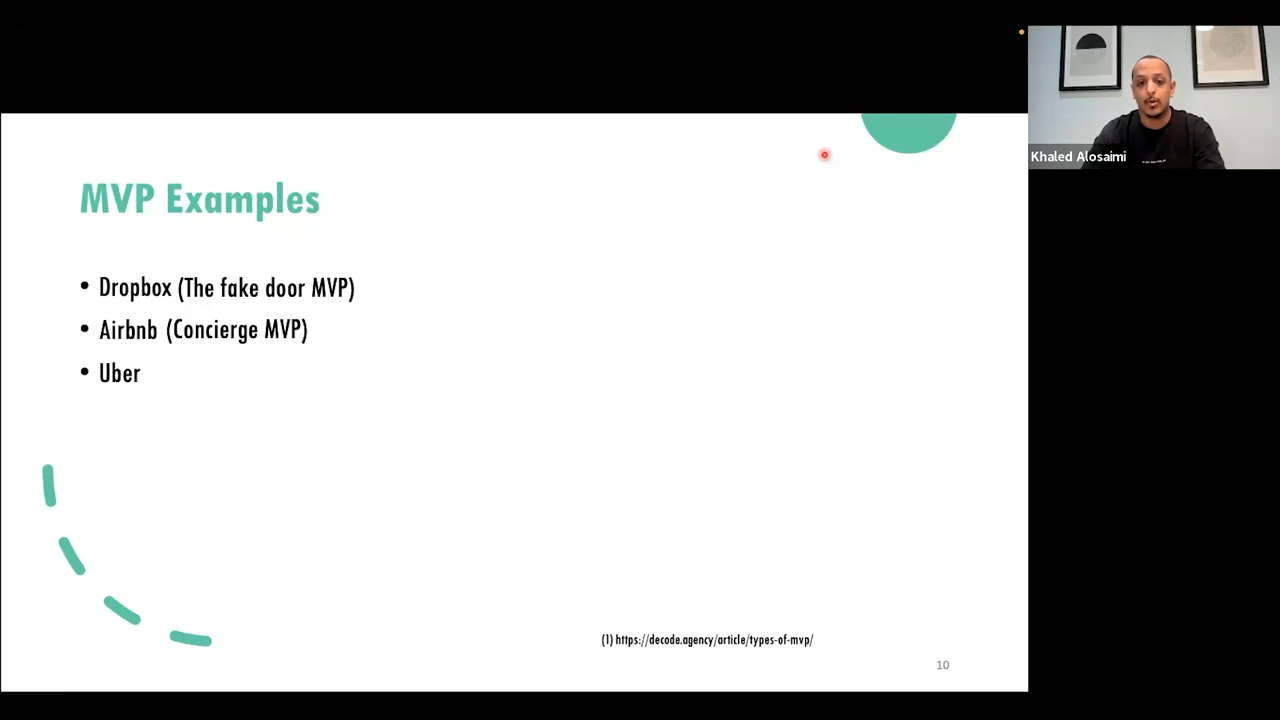 MVP Examples
• Dropbox (The fake door MVP)
• Airbnb (Concierge MVP)
• Uber
(1) https://decode.agency/article/types-of-mvp/
10
Khaled Alosaimi